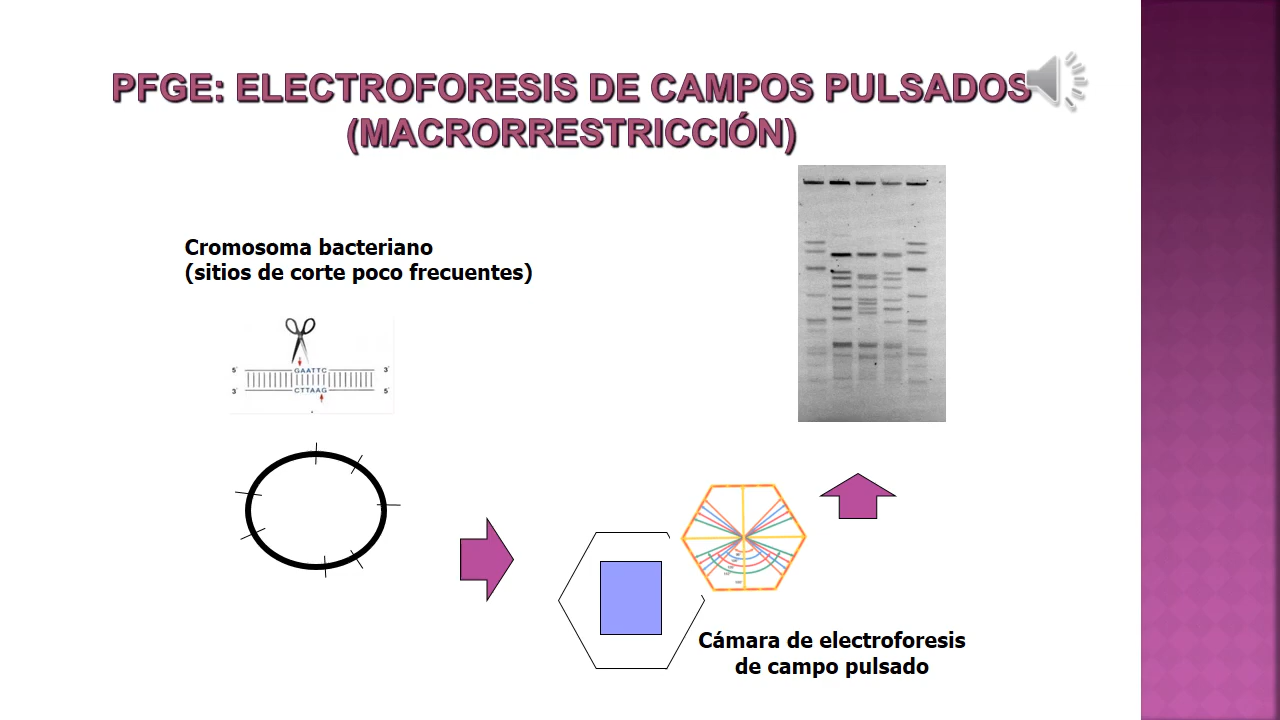 PFGE: ELECTROFORESIS DE CAMPOS PULSADOS
(MACRORRESTRICCIÓN)
Cromosoma bacteriano
(sitios de corte poco frecuentes)
5' GAATTC 3'
3' CTTAAG 5'
Cámara de electroforesis
de campo pulsado